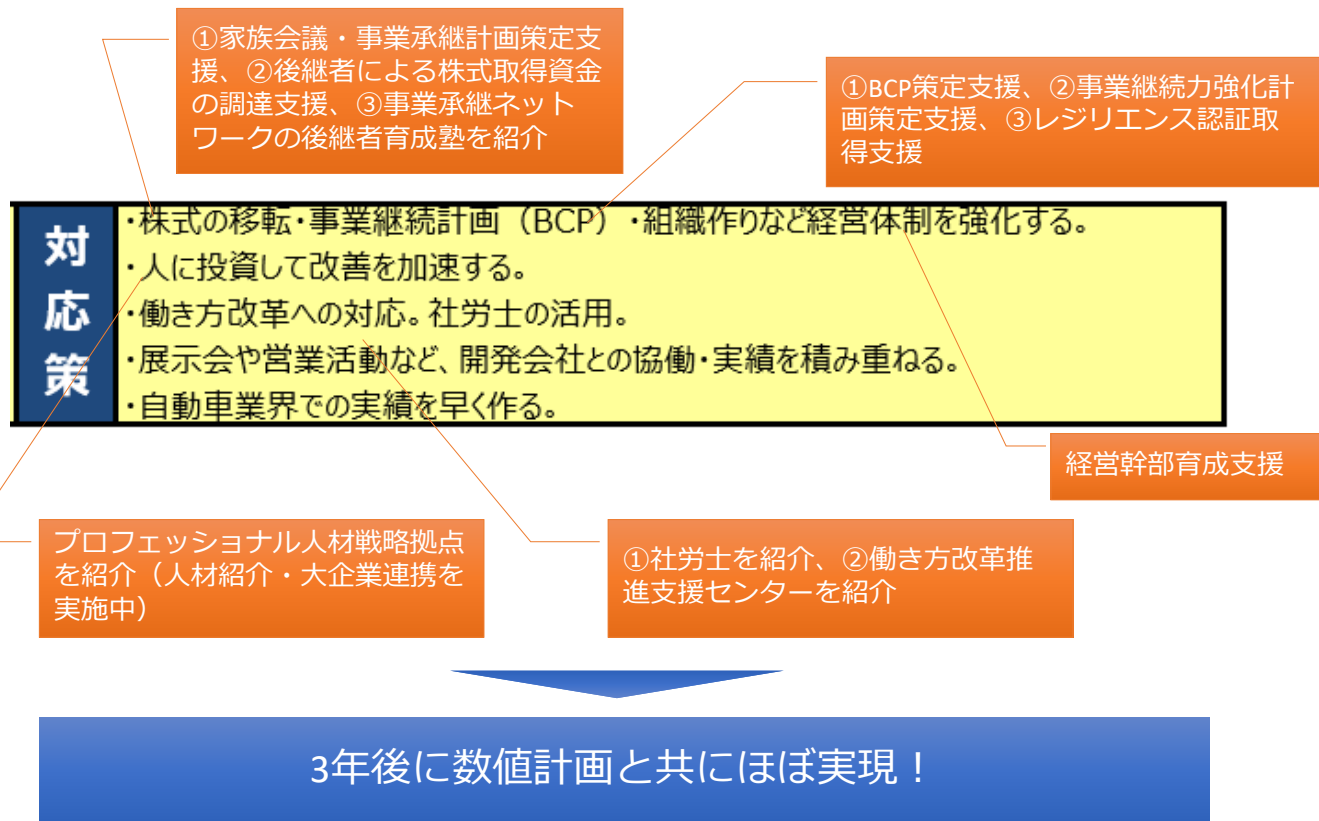 ①家族会議・事業承継計画策定支
援、②後継者による株式取得資金
の調達支援、③事業承継ネット
ワークの後継者育成塾を紹介
①BCP策定支援、②事業継続力強化計
画策定支援、③レジリエンス認証取
得支援
対応策
・株式の移転・事業継続計画（BCP）・組織作りなど経営体制を強化する。
・人に投資して改善を加速する。
・働き方改革への対応。社労士の活用。
・展示会や営業活動など、開発会社との協働・実績を積み重ねる。
・自動車業界での実績を早く作る。
経営幹部育成支援
プロフェッショナル人材戦略拠点
を紹介（人材紹介・大企業連携を
実施中）
①社労士を紹介、②働き方改革推
進支援センターを紹介
3年後に数値計画と共にほぼ実現！